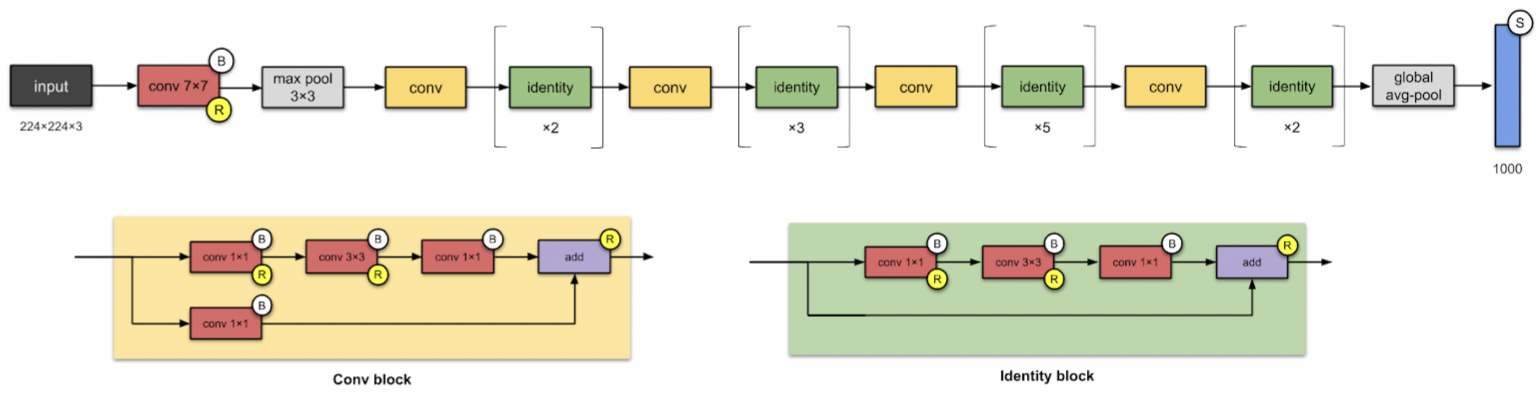 S
B
input
conv 7×7
max pool
3×3
conv
identity
conv
identity
conv
identity
conv
identity
global
avg-pool
R
224×224×3
×2
×3
×5
×2
1000
B
B
B
R
conv 1×1
conv 3×3
conv 1×1
add
R
R
B
conv 1×1
Conv block
B
B
B
R
conv 1×1
conv 3×3
conv 1×1
add
R
R
Identity block